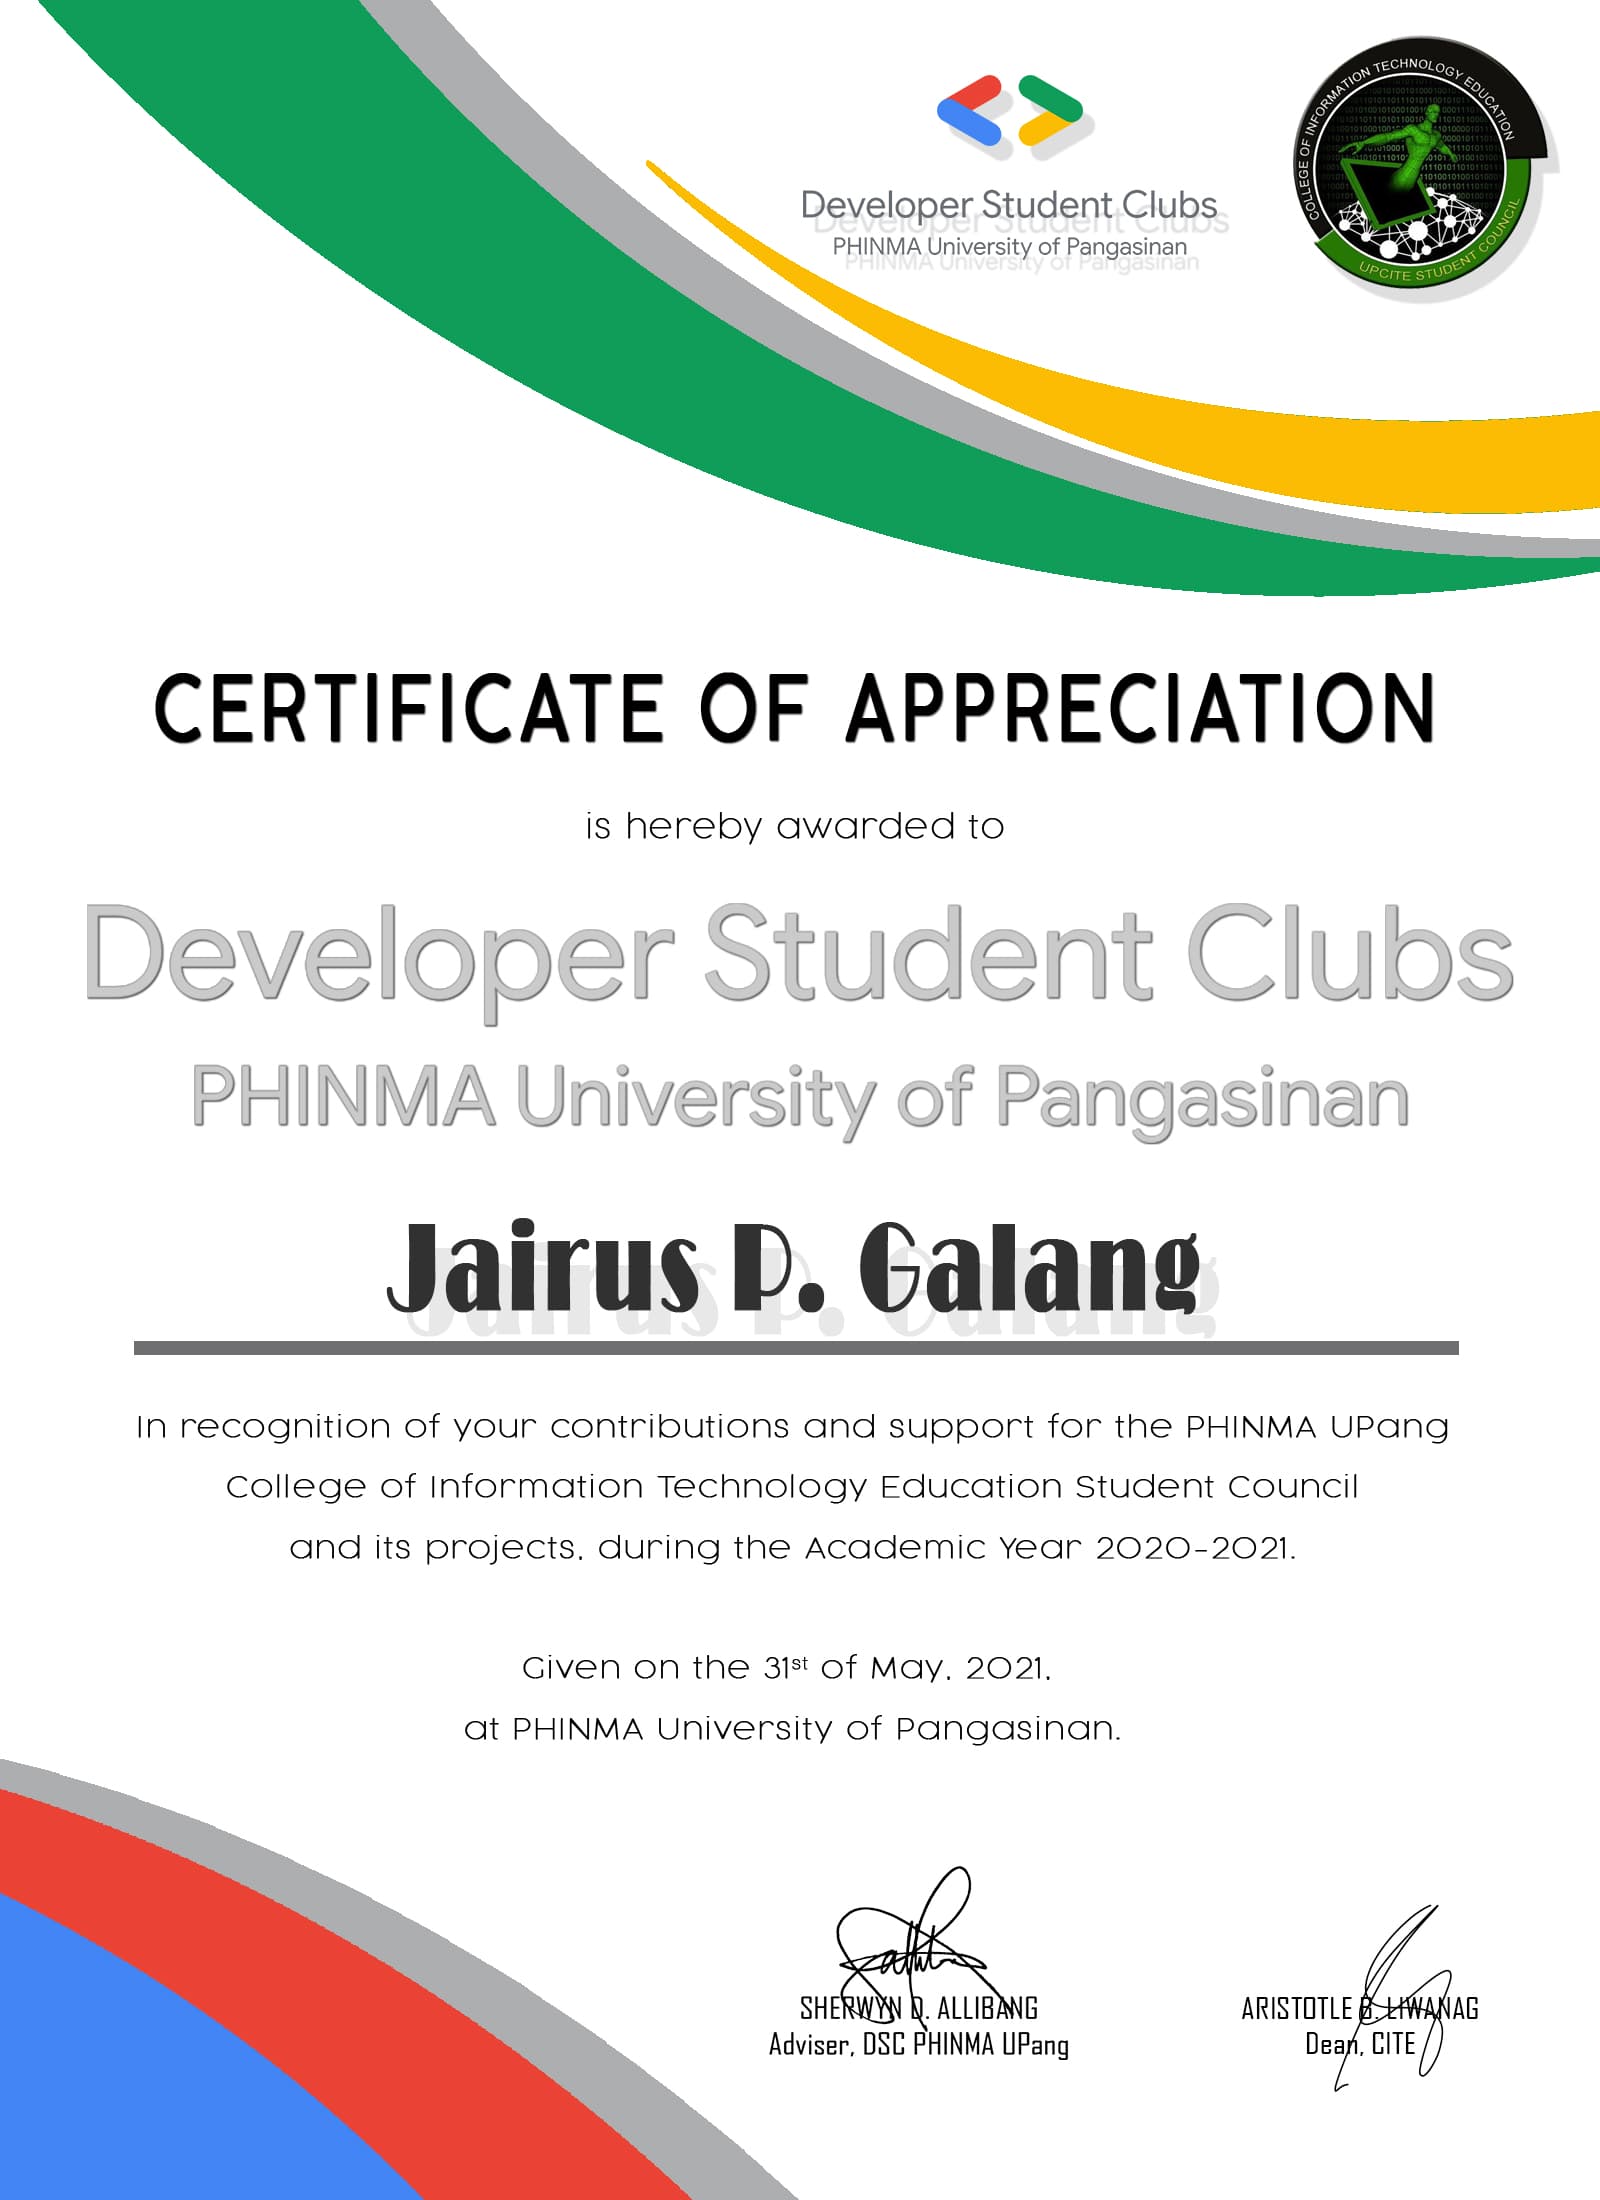 Developer Student Clubs
PHINMA University of Pangasinan
COLLEGE OF INFORMATION TECHNOLOGY EDUCATION
UPCITE STUDENT COUNCIL
CERTIFICATE OF APPRECIATION
is hereby awarded to
Developer Student Clubs
PHINMA University of Pangasinan
Jairus P. Galang
In recognition of your contributions and support for the PHINMA UPang
College of Information Technology Education Student Council
and its projects, during the Academic Year 2020-2021.
Given on the 31st of May, 2021,
at PHINMA University of Pangasinan.
SHERWYN D. ALLIBANG
Adviser, DSC PHINMA UPang
ARISTOTLE B. LIWANAG
Dean, CITE